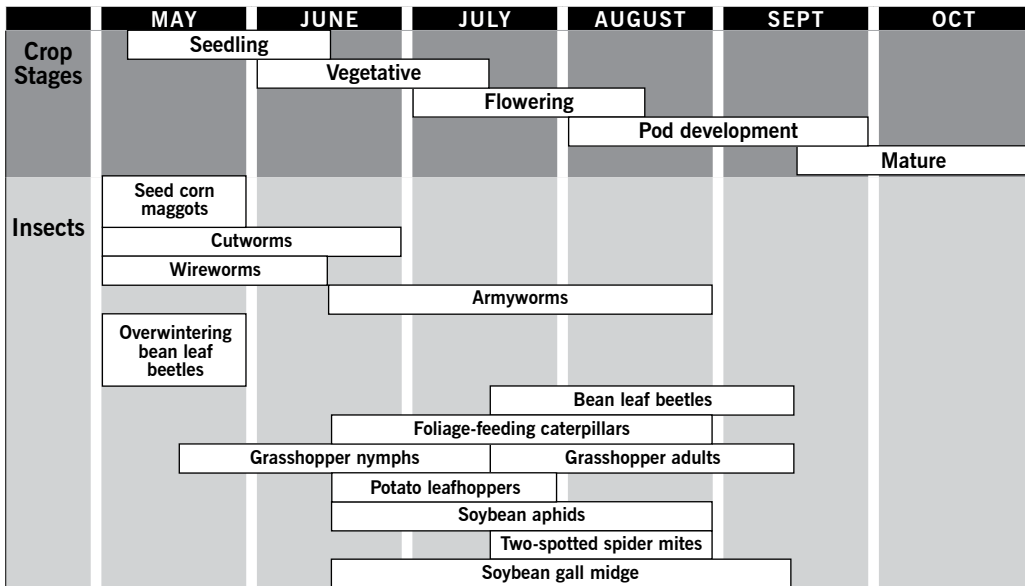 MAY JUNE JULY AUGUST SEPT OCT
Crop
Stages
Seedling
Vegetative
Flowering
Pod development
Mature
Insects
Seed corn
maggots
Cutworms
Wireworms
Armyworms
Overwintering
bean leaf
beetles
Bean leaf beetles
Foliage-feeding caterpillars
Grasshopper nymphs Grasshopper adults
Potato leafhoppers
Soybean aphids
Two-spotted spider mites
Soybean gall midge